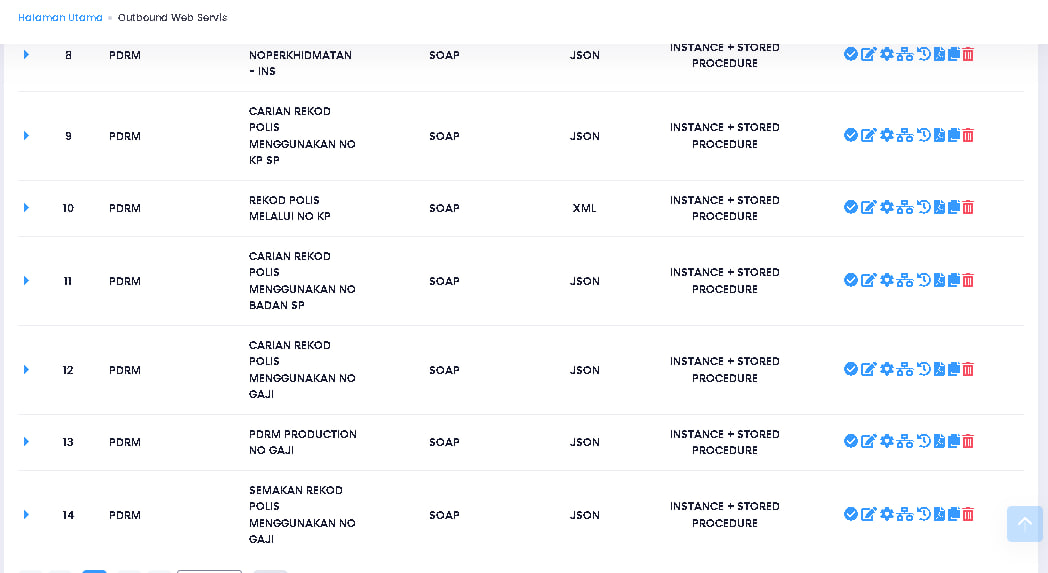 Halaman Utama Outbound Web Servis
8 PDRM NOPERKHIDMATAN - INS SOAP JSON INSTANCE + STORED PROCEDURE
9 PDRM CARIAN REKOD POLIS MENGGUNAKAN NO KP SP SOAP JSON INSTANCE + STORED PROCEDURE
10 PDRM REKOD POLIS MELALUI NO KP SOAP XML INSTANCE + STORED PROCEDURE
11 PDRM CARIAN REKOD POLIS MENGGUNAKAN NO BADAN SP SOAP JSON INSTANCE + STORED PROCEDURE
12 PDRM CARIAN REKOD POLIS MENGGUNAKAN NO GAJI SOAP JSON INSTANCE + STORED PROCEDURE
13 PDRM PDRM PRODUCTION NO GAJI SOAP JSON INSTANCE + STORED PROCEDURE
14 PDRM SEMAKAN REKOD POLIS MENGGUNAKAN NO GAJI SOAP JSON INSTANCE + STORED PROCEDURE